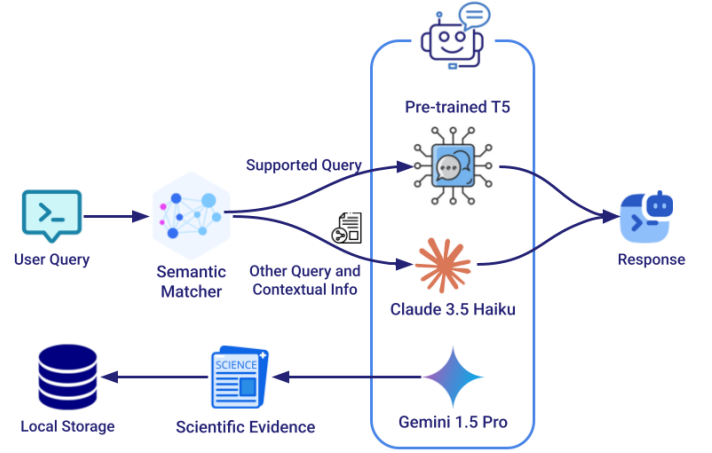 Pre-trained T5
Supported Query
User Query
Semantic
Matcher
Other Query and
Contextual Info
Claude 3.5 Haiku
Response
SCIENCE
Local Storage
Scientific Evidence
Gemini 1.5 Pro